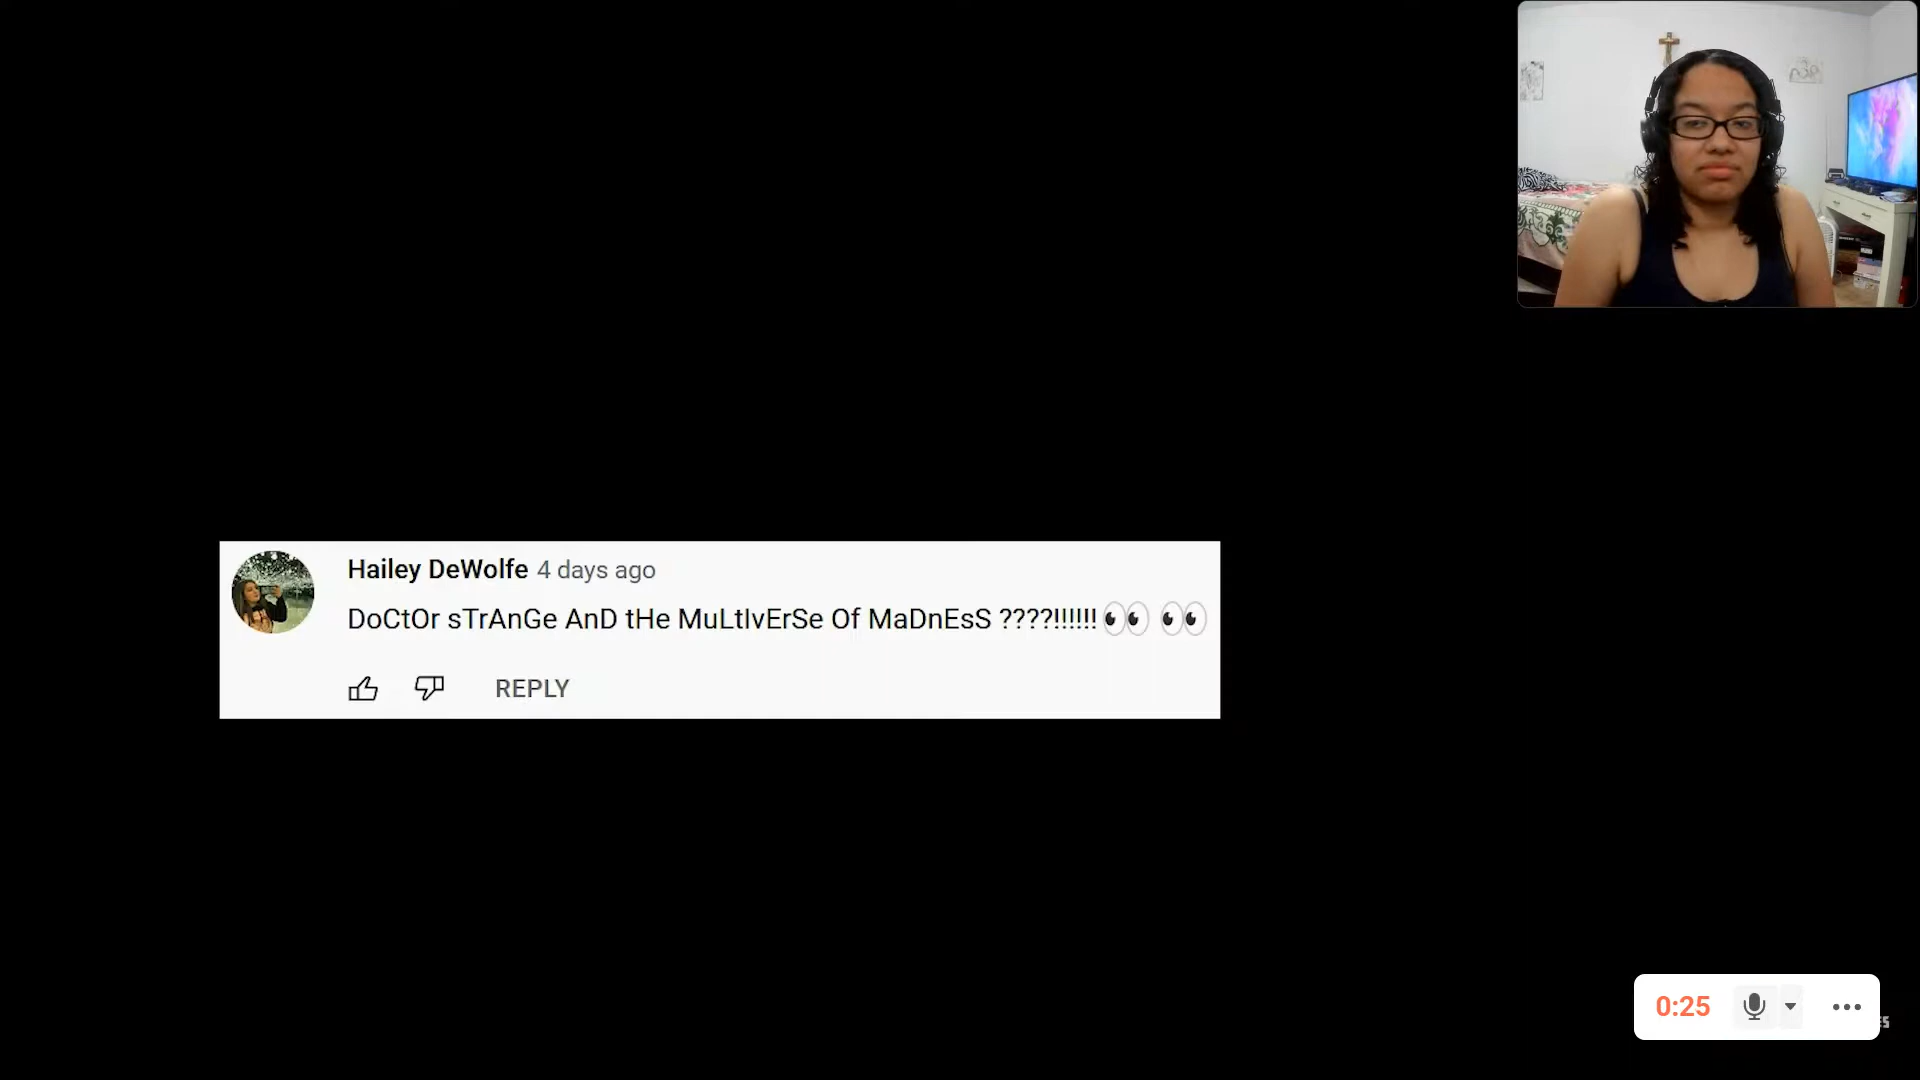 Hailey DeWolfe 4 days ago
DoCtOr sTrAnGe AnD tHe MuLtIvErSe Of MaDnEsS ????!!!!!!👀 👀
REPLY
0:25